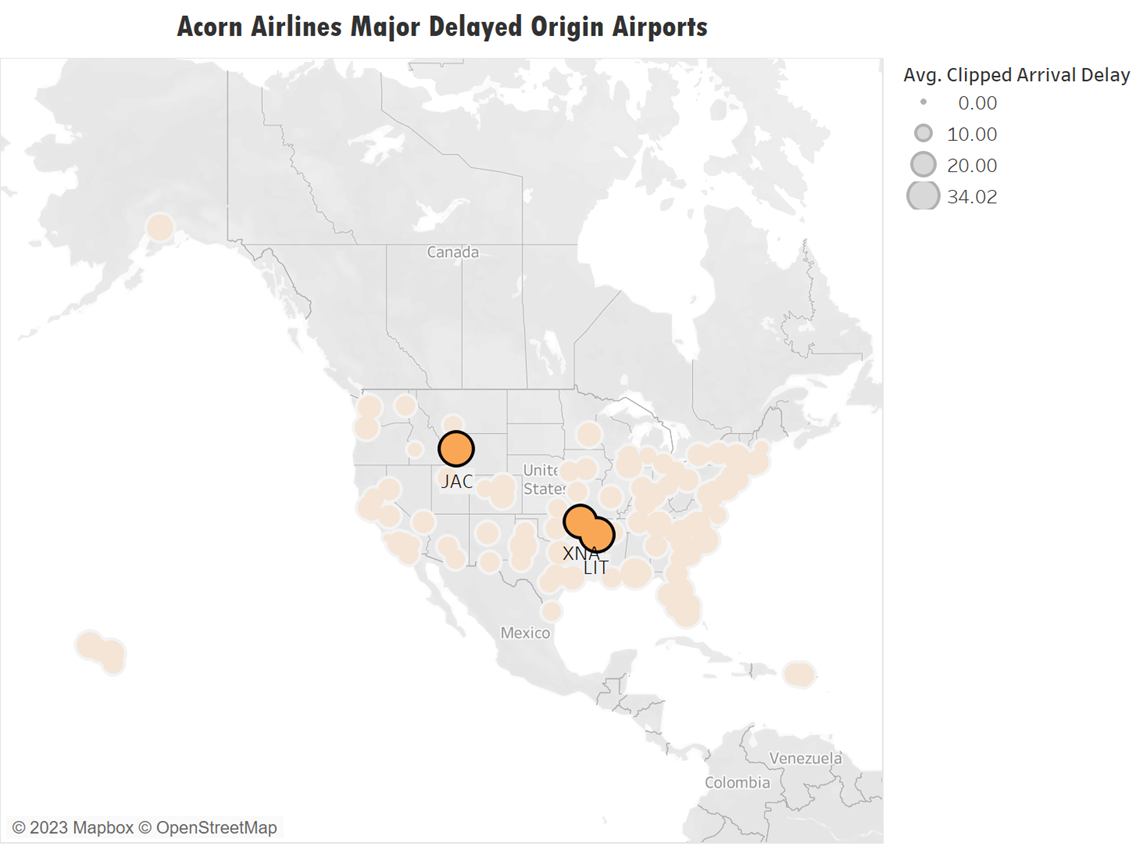 Acorn Airlines Major Delayed Origin Airports
Avg. Clipped Arrival Delay
0.00
10.00
20.00
34.02
Canada
United
States
JAC
XNA
LIT
Mexico
Venezuela
Colombia
© 2023 Mapbox © OpenStreetMap